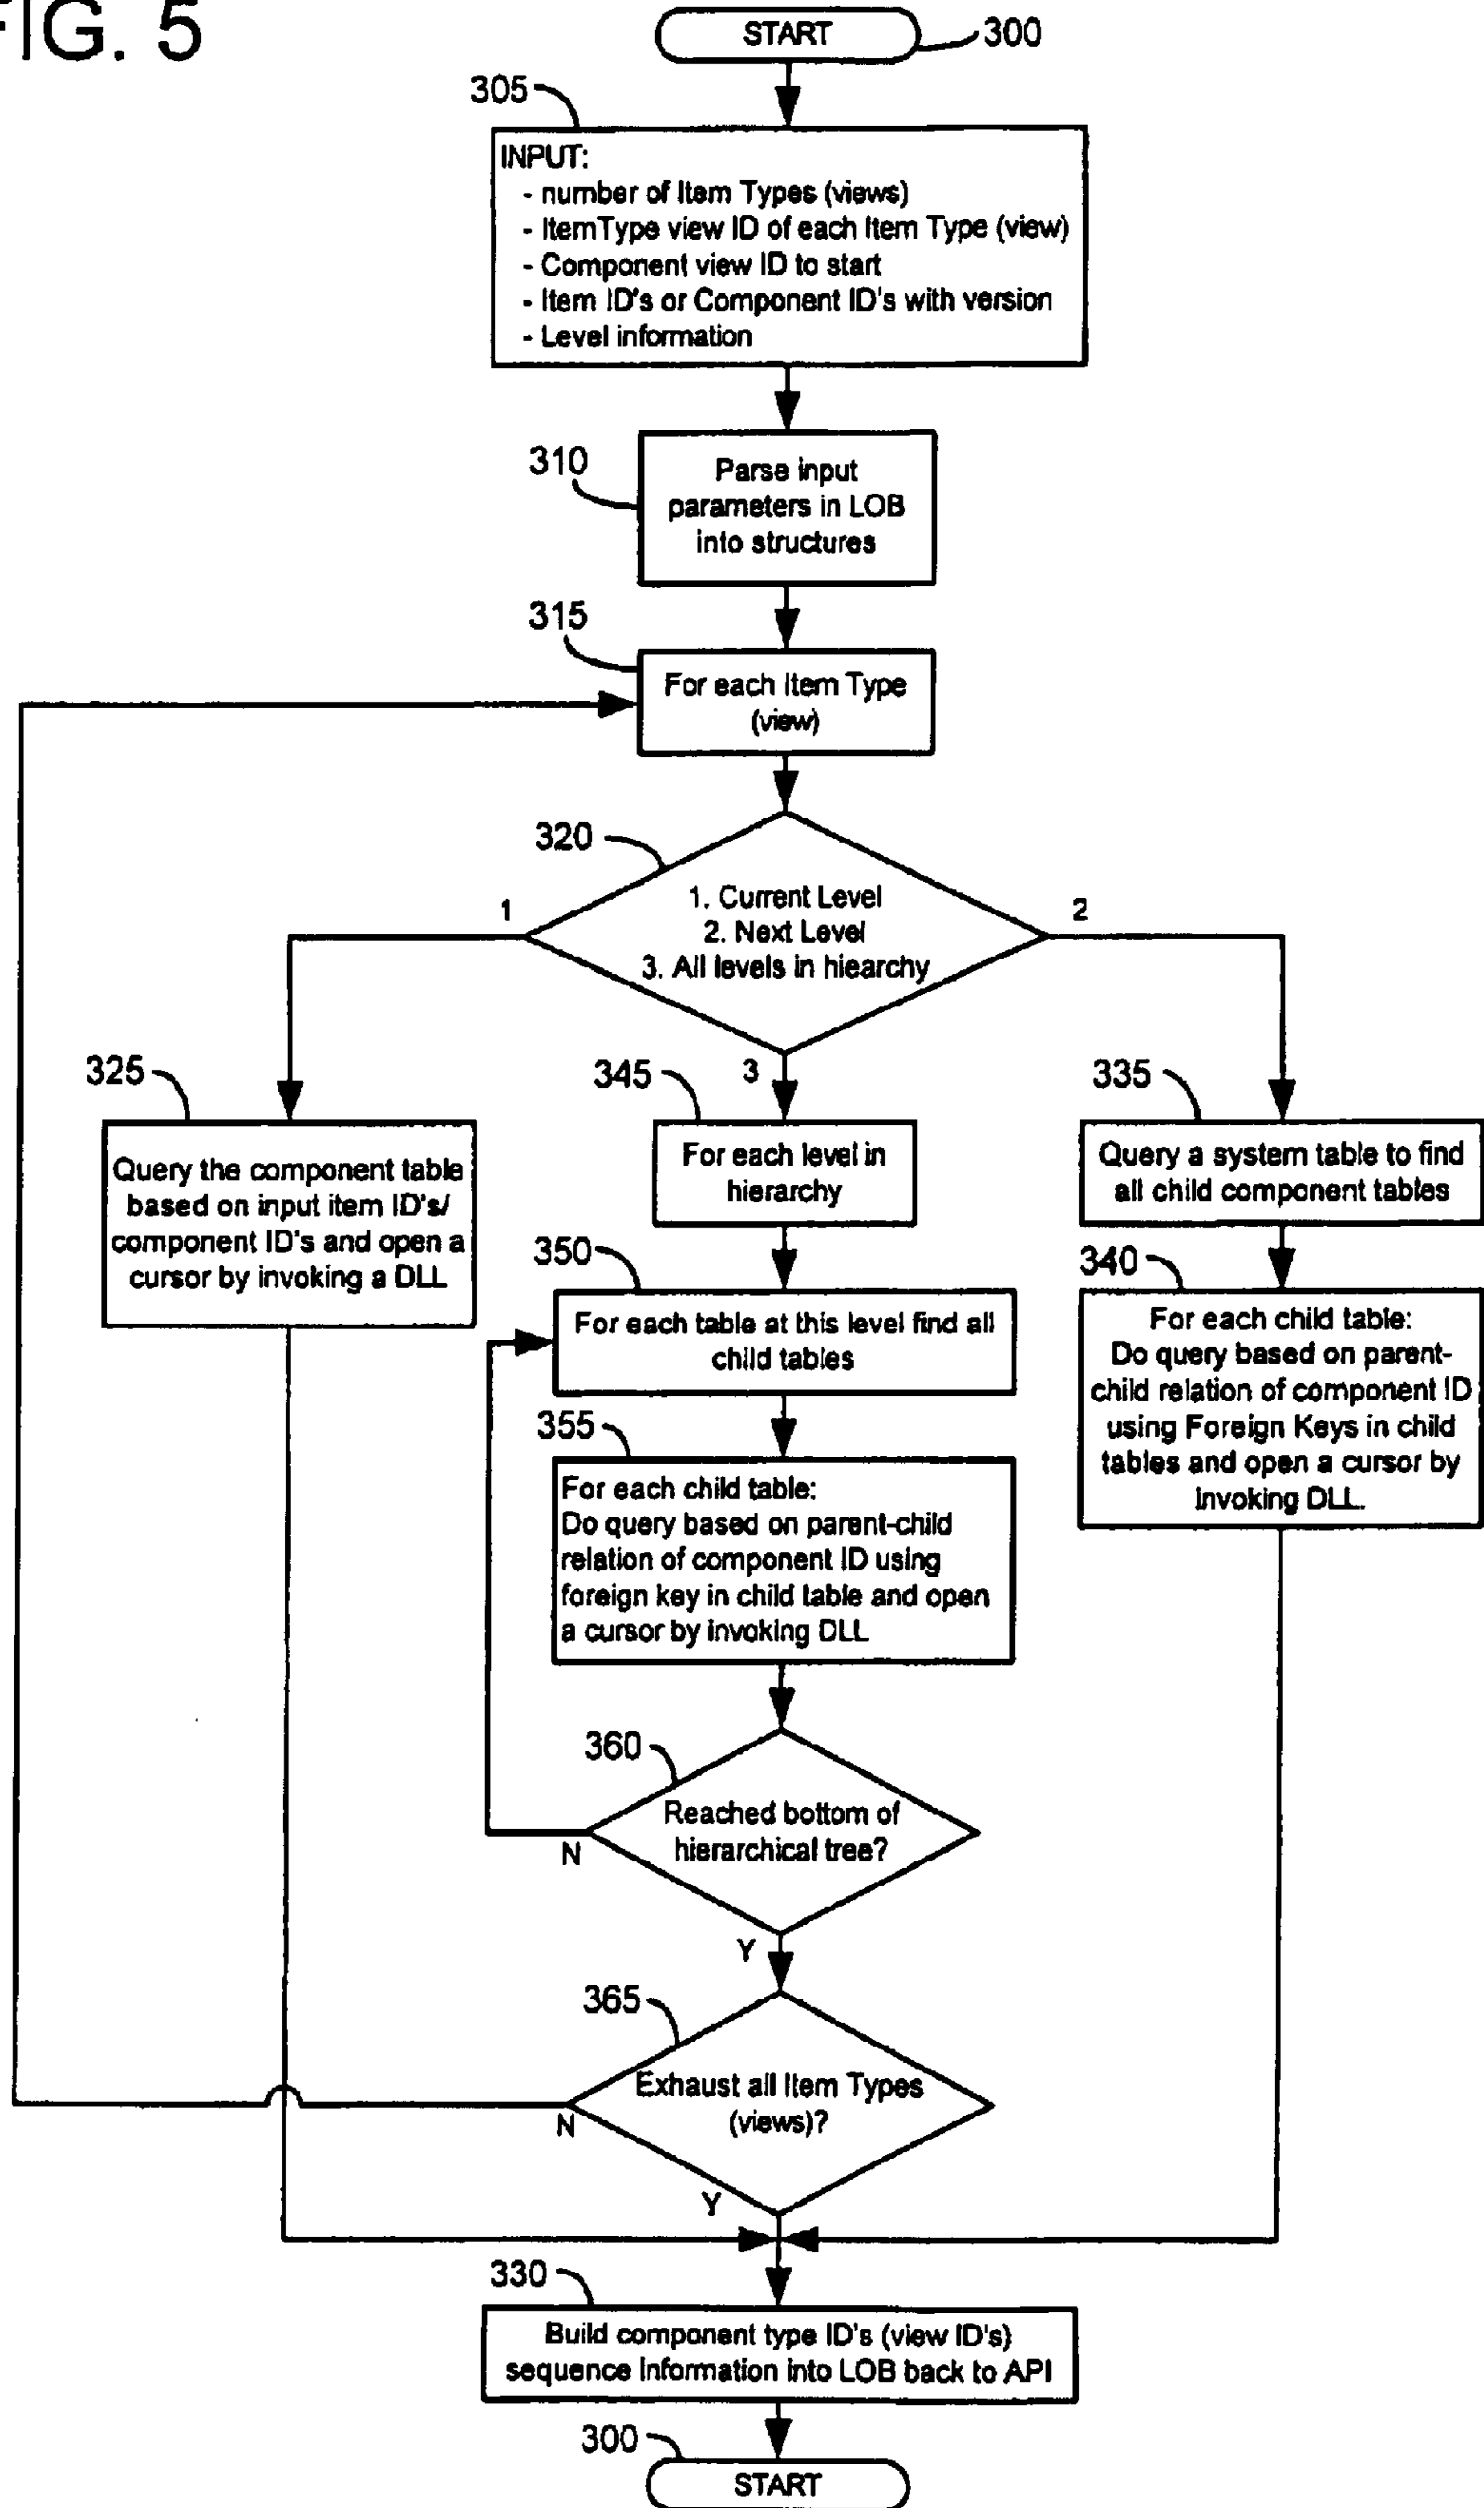 FIG. 5
START
300
305
INPUT:
- number of Item Types (views)
- ItemType view ID of each Item Type (view)
- Component view ID to start
- Item ID's or Component ID's with version
- Level information
310
Parse input
parameters in LOB
into structures
315
For each Item Type
(view)
320
1. Current Level
2. Next Level
3. All levels in hiearchy
1
2
3
325
Query the component table
based on input item ID's/
component ID's and open a
cursor by invoking a DLL
345
For each level in
hierarchy
335
Query a system table to find
all child component tables
350
For each table at this level find all
child tables
340
For each child table:
Do query based on parent-
child relation of component ID
using Foreign Keys in child
tables and open a cursor by
invoking DLL.
355
For each child table:
Do query based on parent-child
relation of component ID using
foreign key in child table and open
a cursor by invoking DLL
360
Reached bottom of
hierarchical tree?
N
Y
365
Exhaust all Item Types
(views)?
N
Y
330
Build component type ID's (view ID's)
sequence information into LOB back to API
300
START